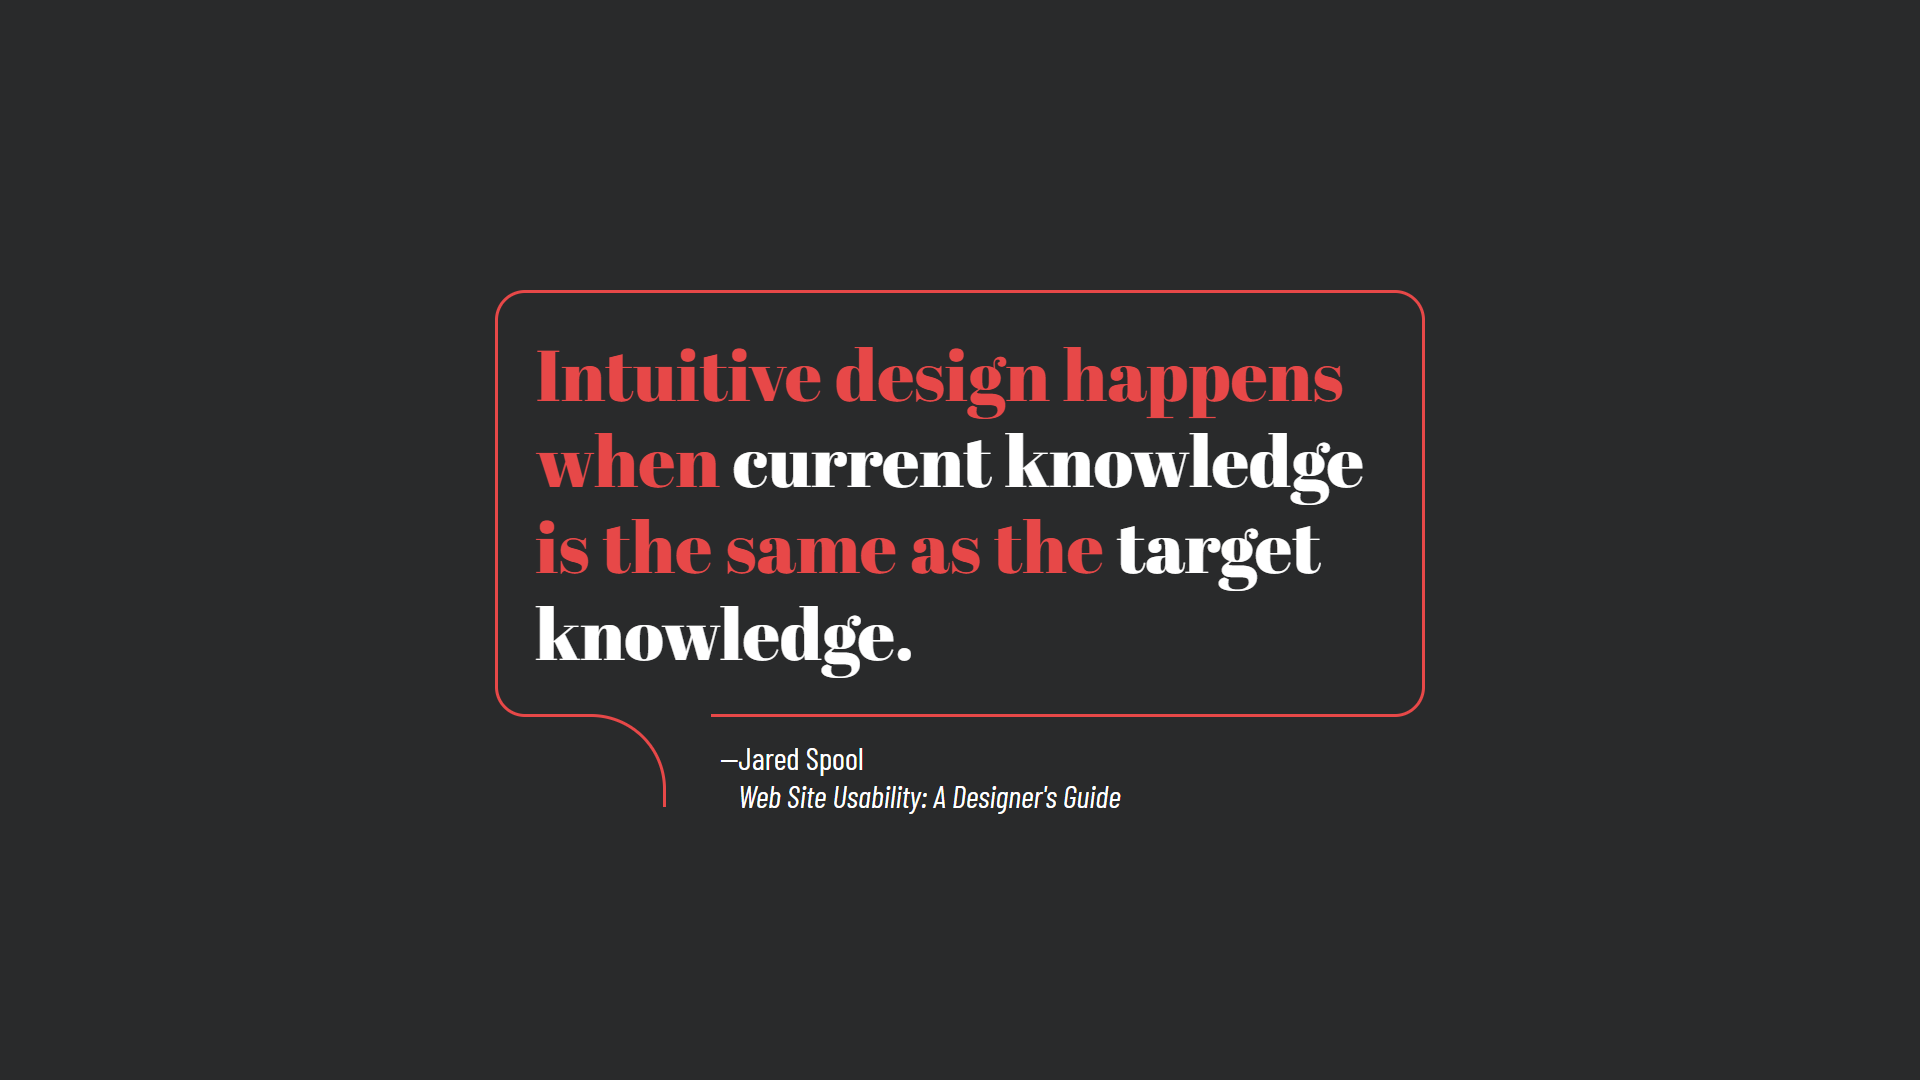 Intuitive design happens
when current knowledge
is the same as the target
knowledge.
—Jared Spool
Web Site Usability: A Designer's Guide